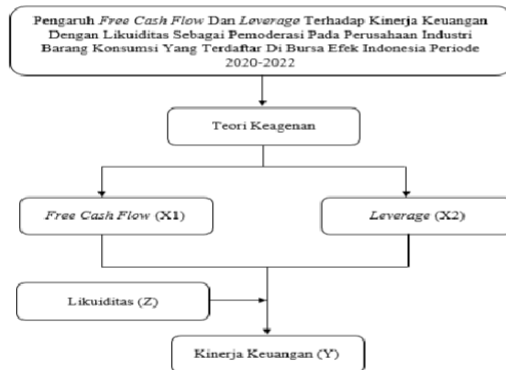 Pengaruh Free Cash Flow Dan Leverage Terhadap Kinerja Keuangan
Dengan Likuiditas Sebagai Pemoderasi Pada Perusahaan Industri
Barang Konsumsi Yang Terdaftar Di Bursa Efek Indonesia Periode
2020-2022
Teori Keagenan
Free Cash Flow (X1)
Leverage (X2)
Likuiditas (Z)
Kinerja Keuangan (Y)